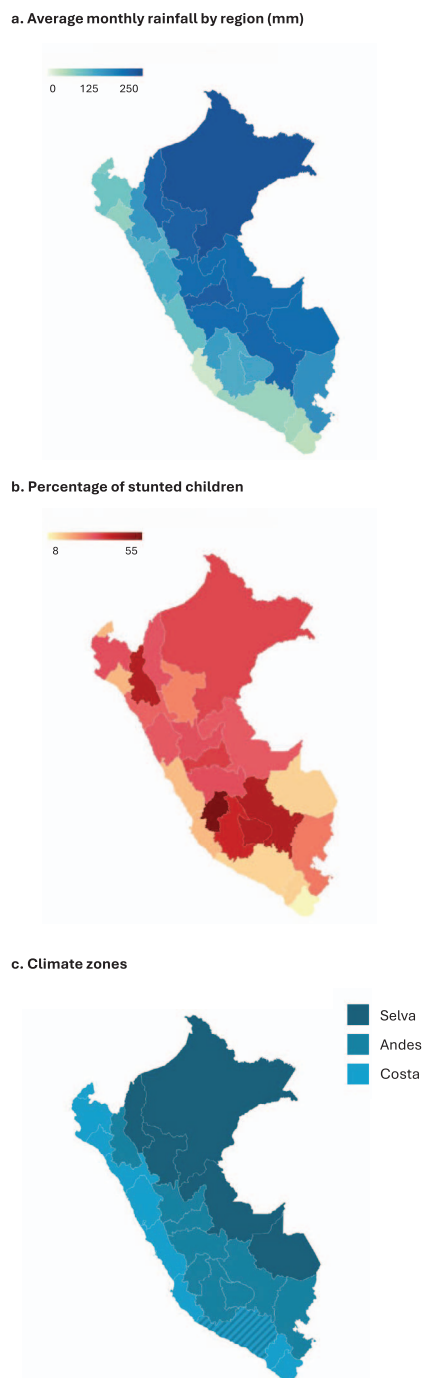 a. Average monthly rainfall by region (mm)
0 125 250
b. Percentage of stunted children
8 55
c. Climate zones
Selva
Andes
Costa